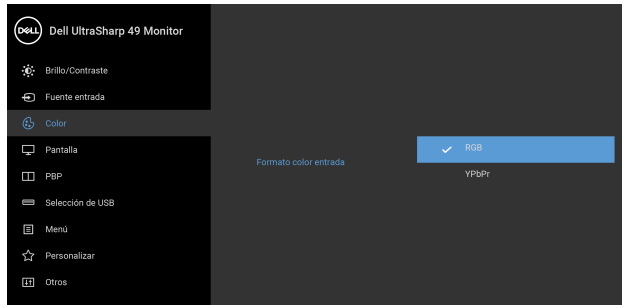 DELL Dell UltraSharp 49 Monitor
Brillo/Contraste
Fuente entrada
Color
Pantalla
PBP
Selección de USB
Menú
Personalizar
Otros
Formato color entrada
RGB
YPbPr